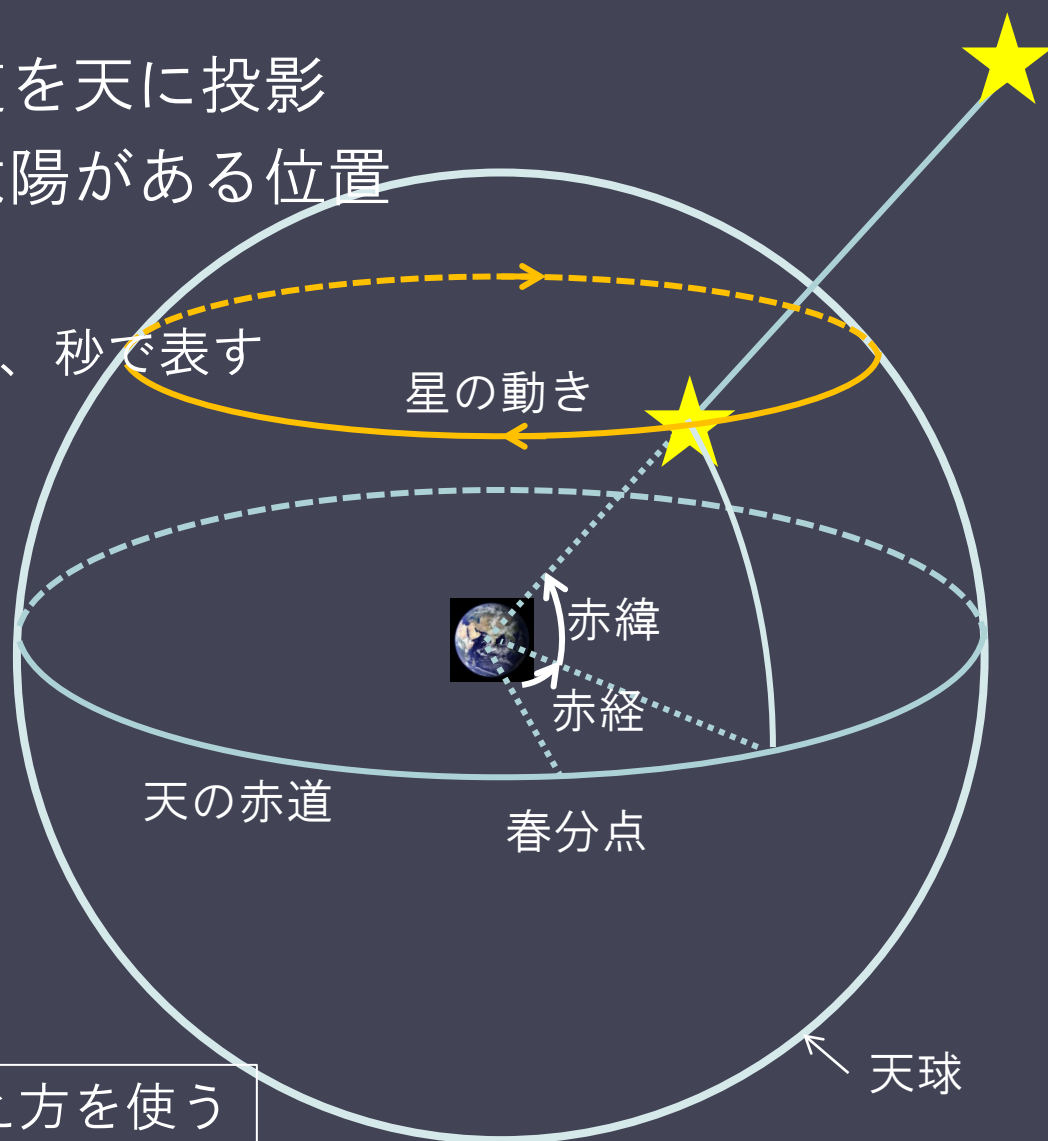 を天に投影
陽がある位置
、秒で表す
星の動き
赤緯
赤経
天の赤道
春分点
天球
方を使う